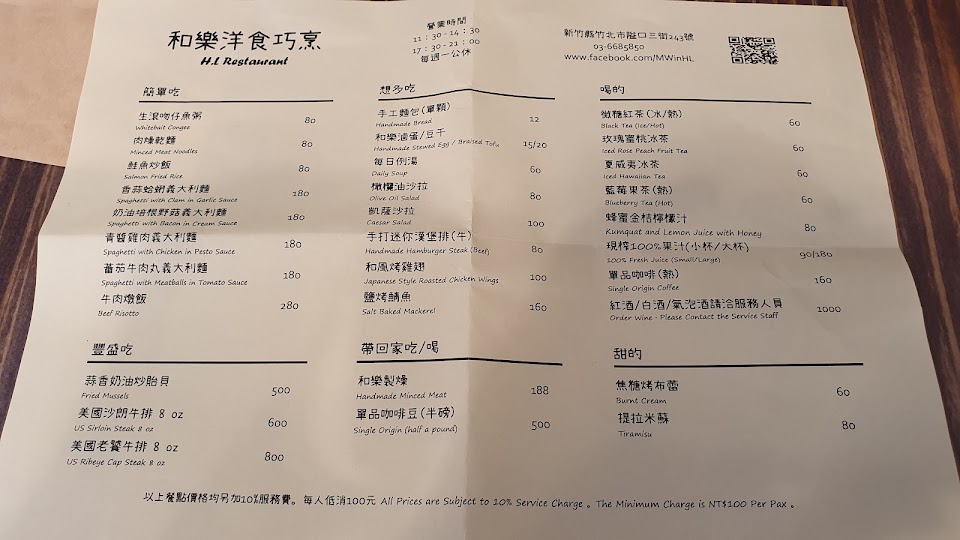 和樂洋食巧烹
H.L Restaurant
營業時間
11:30-14:30
17:30-21:00
每週一公休
新竹縣竹北市隘口三街243號
03-6685850
www.facebook.com/MWinHL
簡單吃
生滾吻仔魚粥 80
Whitebait Congee
肉燥乾麵 80
Minced Meat Noodles
鮭魚炒飯 80
Salmon Fried Rice
香蒜蛤蜊義大利麵 180
Spaghetti with Clam in Garlic Sauce
奶油培根野菇義大利麵 180
Spaghetti with Bacon in Cream Sauce
青醬雞肉義大利麵 180
Spaghetti with Chicken in Pesto Sauce
蕃茄牛肉丸義大利麵 180
Spaghetti with Meatballs in Tomato Sauce
牛肉燉飯 280
Beef Risotto
想多吃
手工麵包(單顆) 12
Handmade Bread
和樂滷蛋/豆干 15/20
Handmade Stewed Egg / Braised Tofu
每日例湯 60
Daily Soup
橄欖油沙拉 80
Olive Oil Salad
凱薩沙拉 100
Caesar Salad
手打迷你漢堡排(牛) 80
Handmade Hamburger Steak (Beef)
和風烤雞翅 100
Japanese Style Roasted Chicken Wings
鹽烤鯖魚 160
Salt Baked Mackerel
喝的
微糖紅茶(冰/熱) 60
Black Tea (Ice/Hot)
玫瑰蜜桃冰茶 60
Iced Rose Peach Fruit Tea
夏威夷冰茶 60
Iced Hawaiian Tea
藍莓果茶(熱) 60
Blueberry Tea (Hot)
蜂蜜金桔檸檬汁 80
Kumquat and Lemon Juice with Honey
現榨100%果汁(小杯/大杯) 90/180
100% Fresh Juice (Small/Large)
單品咖啡(熱) 160
Single Origin Coffee
紅酒/白酒/氣泡酒請洽服務人員 1000
Order Wine - Please Contact the Service Staff
豐盛吃
蒜香奶油炒貽貝 500
Fried Mussels
美國沙朗牛排 8 oz 600
US Sirloin Steak 8 oz
美國老饕牛排 8 oz 800
US Ribeye Cap Steak 8 oz
帶回家吃/喝
和樂製燥 188
Handmade Minced Meat
單品咖啡豆(半磅) 500
Single Origin (half a pound)
甜的
焦糖烤布蕾 60
Burnt Cream
提拉米蘇 80
Tiramisu
以上餐點價格均另加10%服務費。每人低消100元 All Prices are Subject to 10% Service Charge。The Minimum Charge is NT$100 Per Pax。